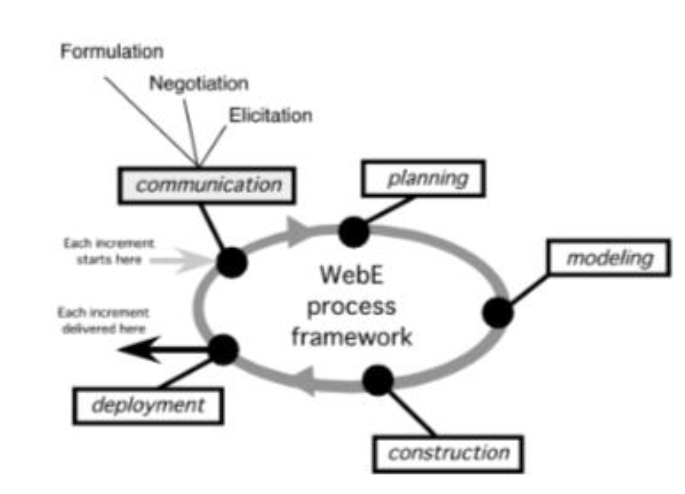 Formulation
Negotiation
Elicitation
communication
planning
Each increment
starts here
modeling
WebE
process
framework
Each increment
delivered here
deployment
construction